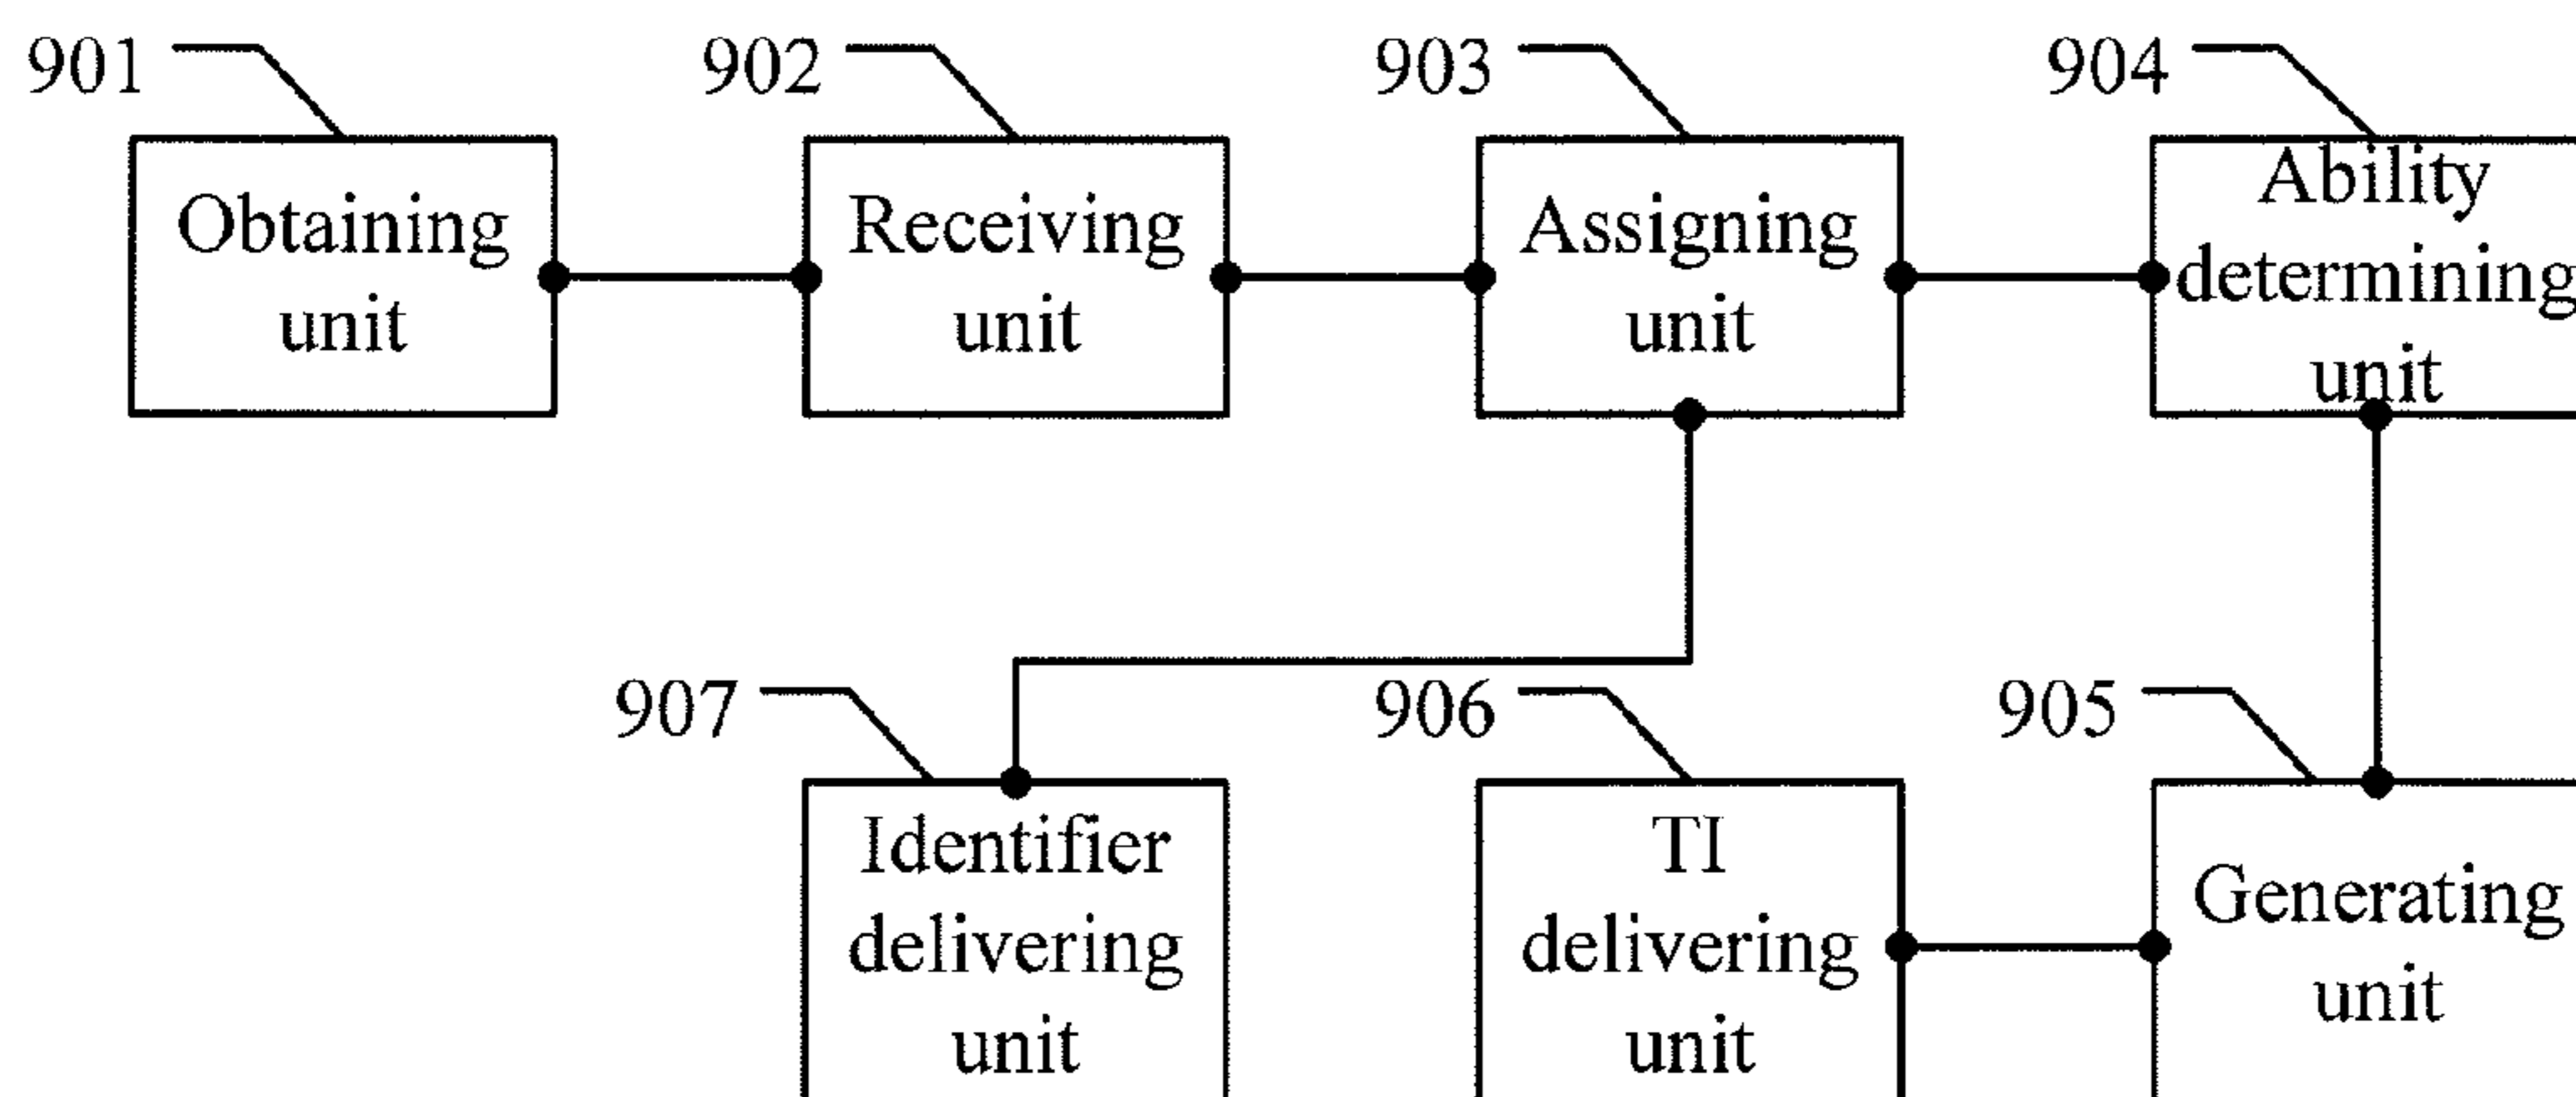 901
902
903
904
Obtaining
unit
Receiving
unit
Assigning
unit
Ability
determining
unit
907
906
905
Identifier
delivering
unit
TI
delivering
unit
Generating
unit